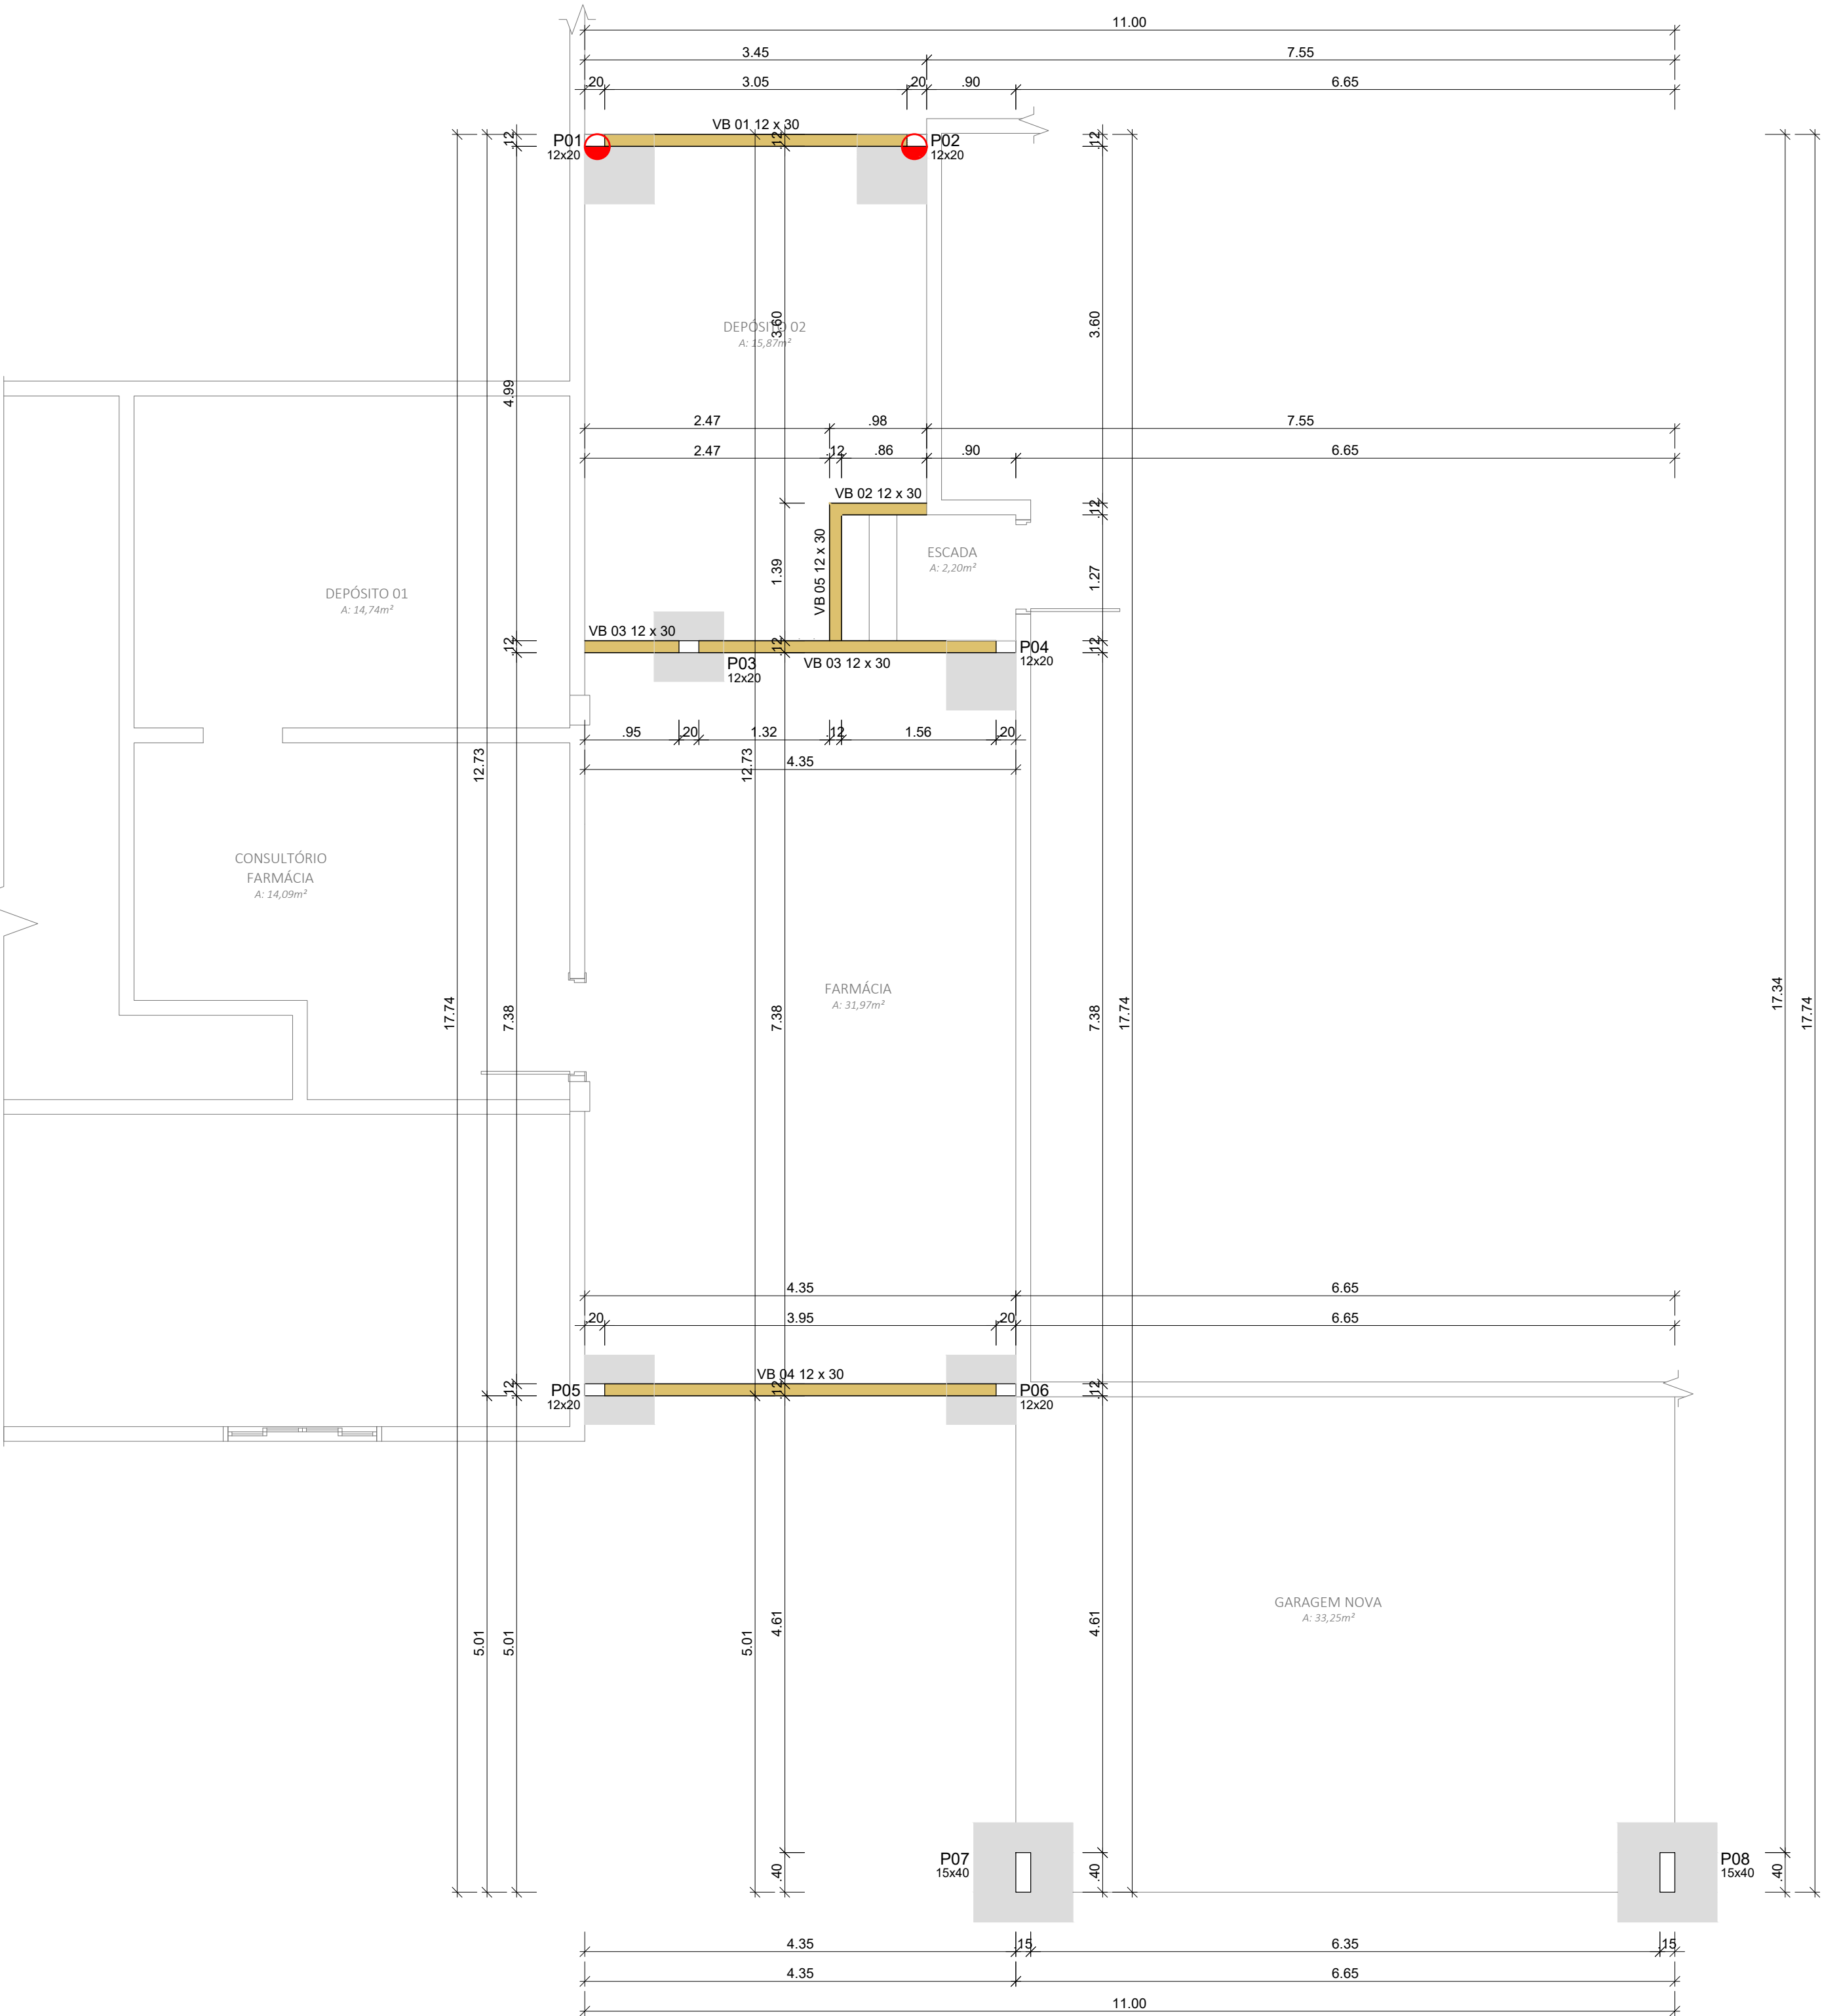 11.00
3.45
7.55
.20
3.05
.20
.90
6.65
VB 01 12 x 30
P01
12x20
P02
12x20
.12
.12
.12
DEPÓSITO 02
A: 15,87m²
3.60
3.60
4.99
2.47
.98
7.55
2.47
.12
.86
.90
6.65
VB 02 12 x 30
.12
VB 05 12 x 30
ESCADA
A: 2,20m²
1.39
1.27
DEPÓSITO 01
A: 14,74m²
VB 03 12 x 30
.12
.12
.12
P03
12x20
VB 03 12 x 30
P04
12x20
.95
.20
1.32
.12
1.56
.20
4.35
12.73
12.73
CONSULTÓRIO
FARMÁCIA
A: 14,09m²
FARMÁCIA
A: 31,97m²
17.74
7.38
7.38
7.38
17.74
17.34
17.74
4.35
6.65
.20
3.95
.20
6.65
VB 04 12 x 30
P05
12x20
.12
.12
.12
P06
12x20
GARAGEM NOVA
A: 33,25m²
5.01
5.01
5.01
4.61
4.61
P07
15x40
P08
15x40
.40
.40
.40
4.35
.15
6.35
.15
4.35
6.65
11.00